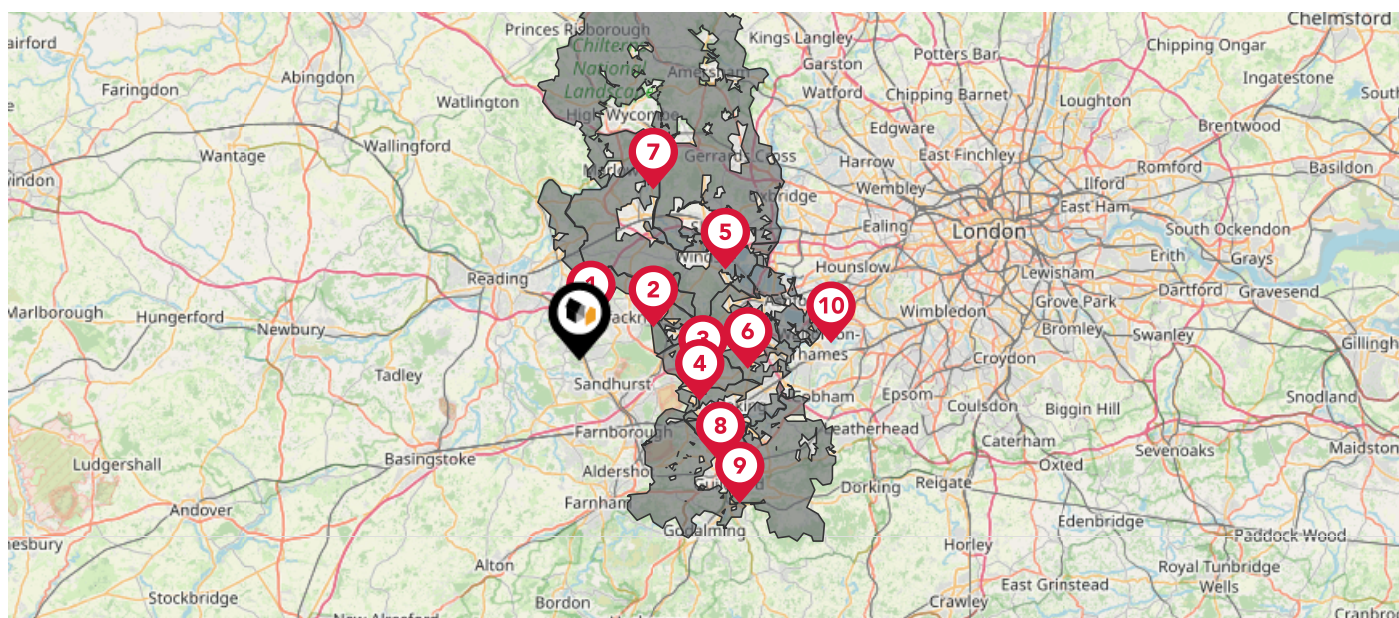 Chelmsford
Princes Risborough
Kings Langley
Chipping Ongar
Potters Bar
Chiltern
National
Landscape
Garston
Abingdon
Amersham
Ingatestone
Faringdon
Watlington
Watford
Chipping Barnet
Loughton
High Wycombe
Brentwood
Edgware
Wallingford
Wantage
7
Gerrards Cross
Harrow
East Finchley
Romford
Basildon
Wembley
Ilford
East Ham
5
Ealing
London
South Ockendon
Reading
Hounslow
Lewisham
Erith
Grays
1
2
10
Dartford
Gravesend
Grove Park
Marlborough
Hungerford
Newbury
Wimbledon
Bromley
Swanley
3
6
4
Croydon
Tadley
Sandhurst
Epsom
Coulsdon
Biggin Hill
Snodland
8
Farnborough
Caterham
Sevenoaks
Ludgershall
Basingstoke
9
Oxted
Dorking
Reigate
Andover
Edenbridge
Godalming
Paddock Wood
Horley
Alton
Royal Tunbridge
Wells
East Grinstead
Stockbridge
Bordon
Crawley